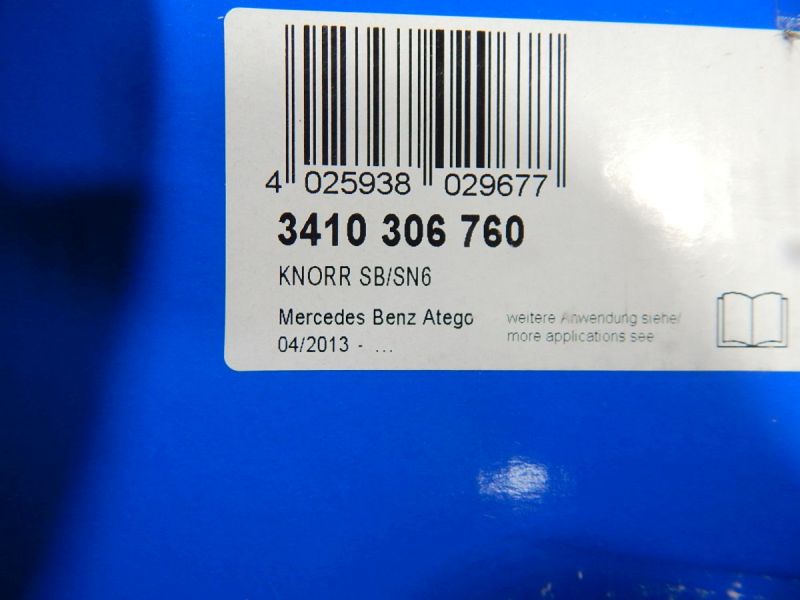 4 025938 029677
3410 306 760
KNORR SB/SN6
Mercedes Benz Atego
04/2013 - ...
weitere Anwendung siehe/
more applications see